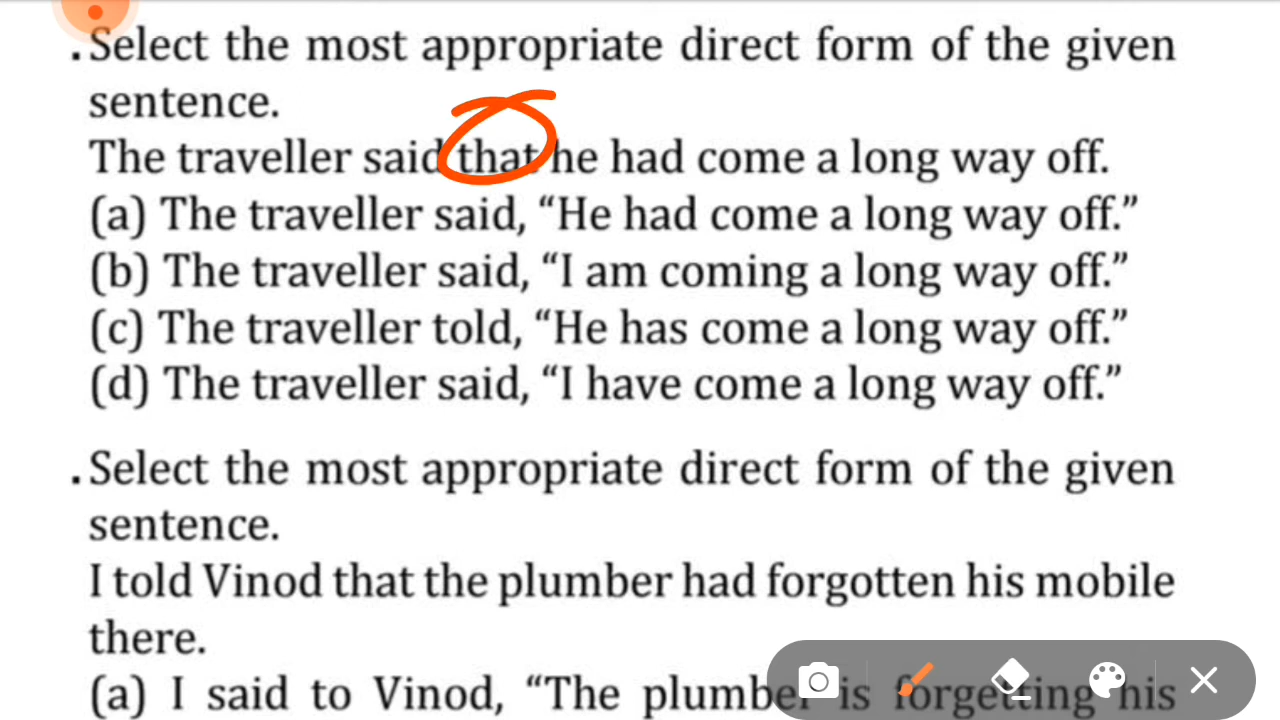 . Select the most appropriate direct form of the given
sentence.
The traveller said that he had come a long way off.
(a) The traveller said, “He had come a long way off.”
(b) The traveller said, “I am coming a long way off.”
(c) The traveller told, “He has come a long way off.”
(d) The traveller said, “I have come a long way off.”
. Select the most appropriate direct form of the given
sentence.
I told Vinod that the plumber had forgotten his mobile
there.
(a) I said to Vinod, “The plumber is forgetting his